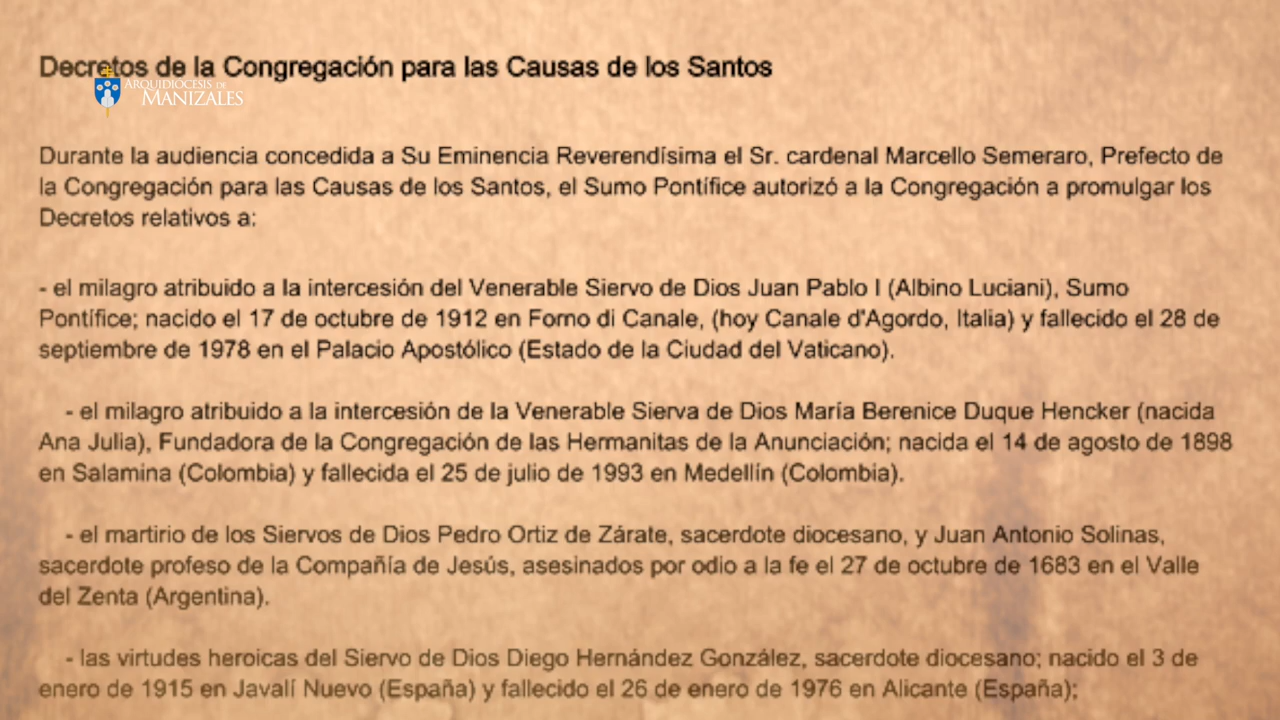 Decretos de la Congregación para las Causas de los Santos
ARQUIDIÓCESIS DE
MANIZALES
Durante la audiencia concedida a Su Eminencia Reverendísima el Sr. cardenal Marcello Semeraro, Prefecto de
la Congregación para las Causas de los Santos, el Sumo Pontífice autorizó a la Congregación a promulgar los
Decretos relativos a:
- el milagro atribuido a la intercesión del Venerable Siervo de Dios Juan Pablo I (Albino Luciani), Sumo
Pontífice; nacido el 17 de octubre de 1912 en Forno di Canale, (hoy Canale d'Agordo, Italia) y fallecido el 28 de
septiembre de 1978 en el Palacio Apostólico (Estado de la Ciudad del Vaticano).
- el milagro atribuido a la intercesión de la Venerable Sierva de Dios María Berenice Duque Hencker (nacida
Ana Julia), Fundadora de la Congregación de las Hermanitas de la Anunciación; nacida el 14 de agosto de 1898
en Salamina (Colombia) y fallecida el 25 de julio de 1993 en Medellín (Colombia).
- el martirio de los Siervos de Dios Pedro Ortiz de Zárate, sacerdote diocesano, y Juan Antonio Solinas,
sacerdote profeso de la Compañía de Jesús, asesinados por odio a la fe el 27 de octubre de 1683 en el Valle
del Zenta (Argentina).
- las virtudes heroicas del Siervo de Dios Diego Hernández González, sacerdote diocesano; nacido el 3 de
enero de 1915 en Javalí Nuevo (España) y fallecido el 26 de enero de 1976 en Alicante (España);